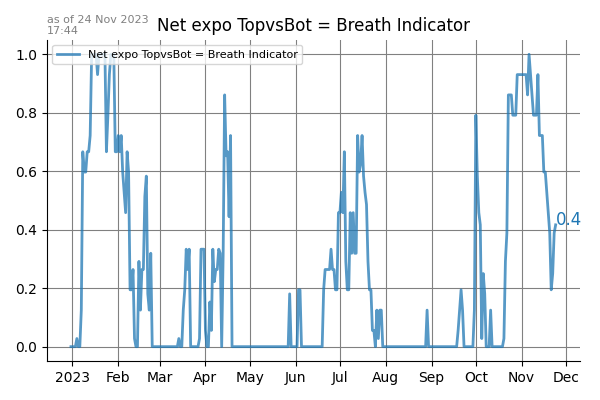 as of 24 Nov 2023
17:44
Net expo TopvsBot = Breath Indicator
Net expo TopvsBot = Breath Indicator
1.0
0.8
0.6
0.4
0.2
0.0
0.4
2023 Feb Mar Apr May Jun Jul Aug Sep Oct Nov Dec